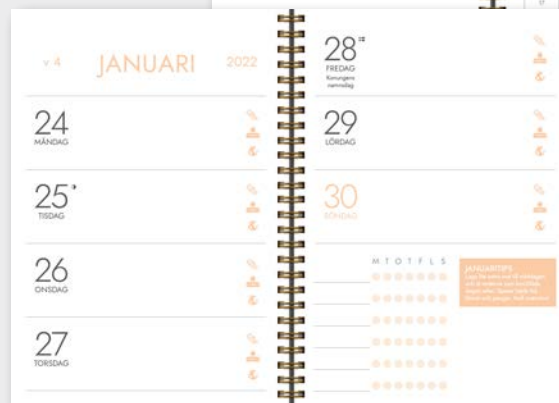 v 4 JANUARI 2022
24
MÅNDAG
25
TISDAG
26
ONSDAG
27
TORSDAG
28
FREDAG
Konungens
namnsdag
29
LÖRDAG
30
SÖNDAG
M T O T F L S
JANUARITIPS